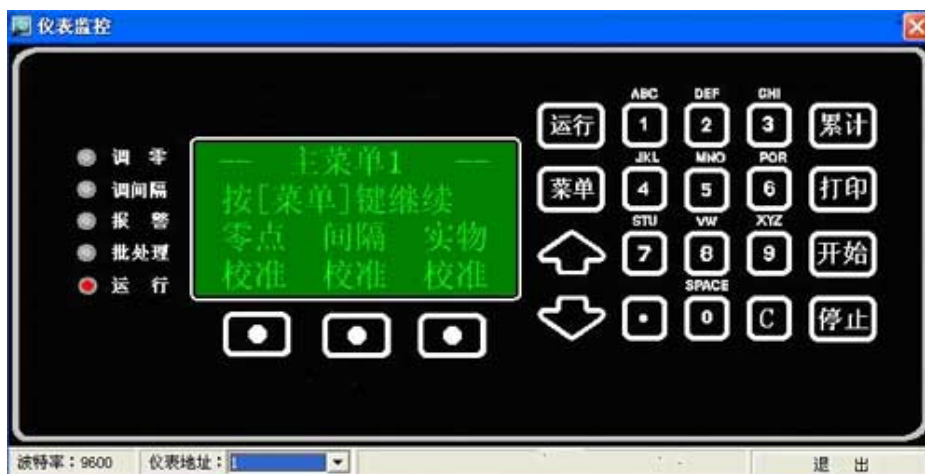 仪表监控
调零
调间隔
报警
批处理
运行
— 主菜单1 —
按[菜单]键继续
零点 间隔 实物
校准 校准 校准
ABC DEF GHI
运行 1 2 3 累计
JKL MNO POR
菜单 4 5 6 打印
STU VW XYZ
7 8 9 开始
SPACE
• 0 C 停止
波特率：9600 仪表地址：1 退出